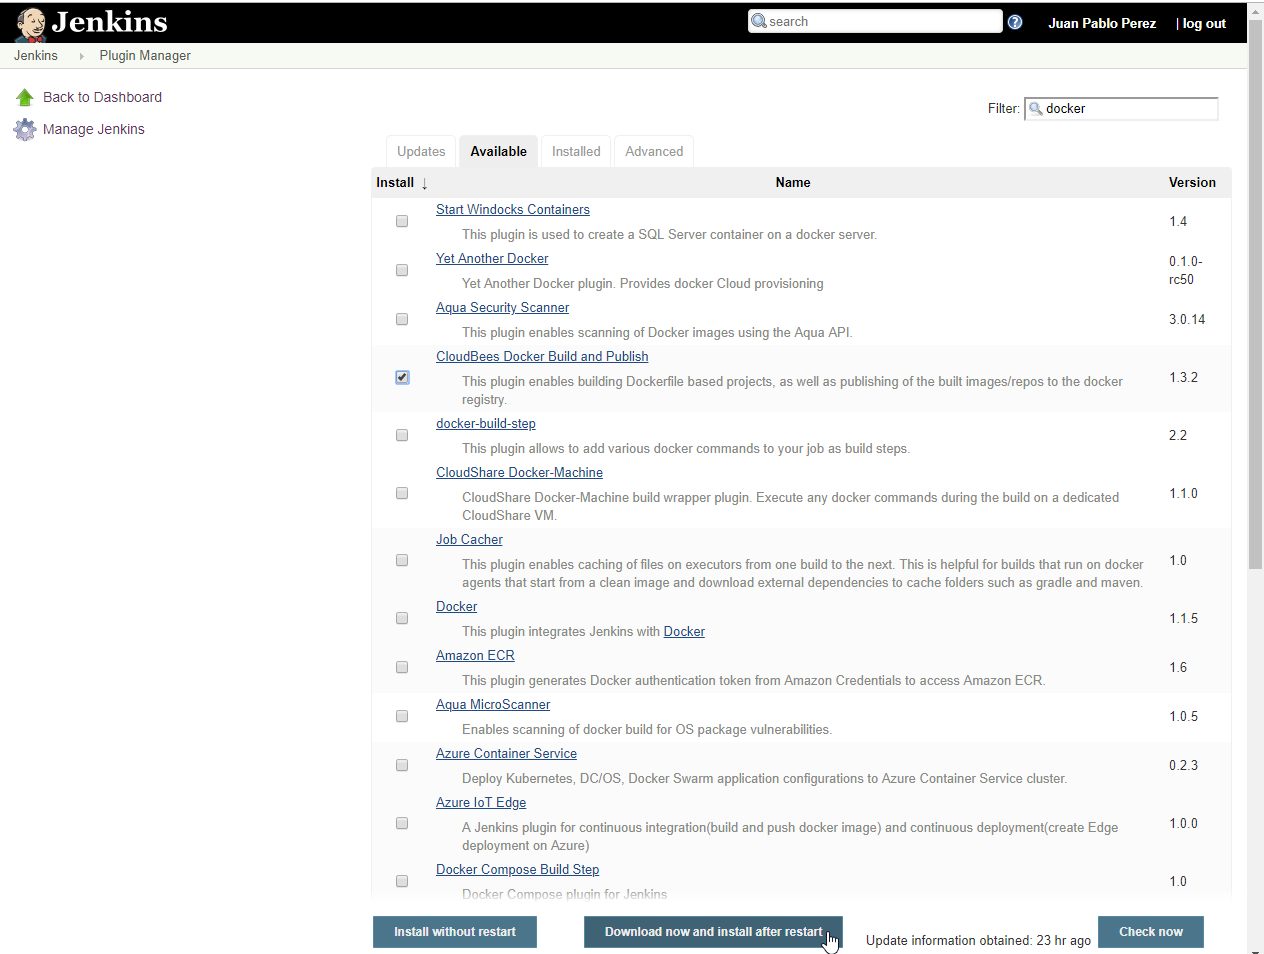 Jenkins
search
?
Juan Pablo Perez | log out
Jenkins Plugin Manager
Back to Dashboard
Manage Jenkins
Filter: docker
Updates Available Installed Advanced
Install ↓ Name Version
Start Windocks Containers
This plugin is used to create a SQL Server container on a docker server.
1.4
Yet Another Docker
Yet Another Docker plugin. Provides docker Cloud provisioning
0.1.0-
rc50
Aqua Security Scanner
This plugin enables scanning of Docker images using the Aqua API.
3.0.14
CloudBees Docker Build and Publish
This plugin enables building Dockerfile based projects, as well as publishing of the built images/repos to the docker
registry.
1.3.2
docker-build-step
This plugin allows to add various docker commands to your job as build steps.
2.2
CloudShare Docker-Machine
CloudShare Docker-Machine build wrapper plugin. Execute any docker commands during the build on a dedicated
CloudShare VM.
1.1.0
Job Cacher
This plugin enables caching of files on executors from one build to the next. This is helpful for builds that run on docker
agents that start from a clean image and download external dependencies to cache folders such as gradle and maven.
1.0
Docker
This plugin integrates Jenkins with Docker
1.1.5
Amazon ECR
This plugin generates Docker authentication token from Amazon Credentials to access Amazon ECR.
1.6
Aqua MicroScanner
Enables scanning of docker build for OS package vulnerabilities.
1.0.5
Azure Container Service
Deploy Kubernetes, DC/OS, Docker Swarm application configurations to Azure Container Service cluster.
0.2.3
Azure IoT Edge
A Jenkins plugin for continuous integration(build and push docker image) and continuous deployment(create Edge
deployment on Azure)
1.0.0
Docker Compose Build Step
Docker Compose plugin for Jenkins
1.0
Install without restart
Download now and install after restart
Update information obtained: 23 hr ago
Check now